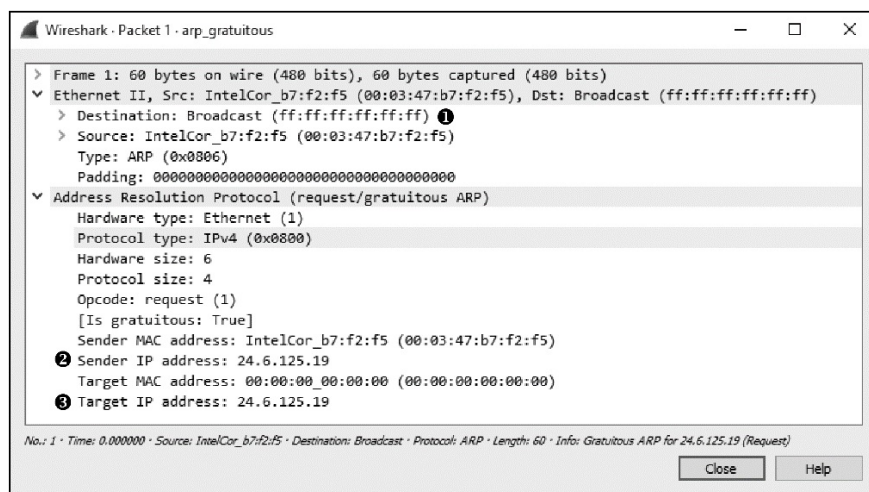 Wireshark · Packet 1 · arp_gratuitous
> Frame 1: 60 bytes on wire (480 bits), 60 bytes captured (480 bits)
Ethernet II, Src: IntelCor_b7:f2:f5 (00:03:47:b7:f2:f5), Dst: Broadcast (ff:ff:ff:ff:ff:ff)
> Destination: Broadcast (ff:ff:ff:ff:ff:ff) ❶
> Source: IntelCor_b7:f2:f5 (00:03:47:b7:f2:f5)
Type: ARP (0x0806)
Padding: 000000000000000000000000000000000000
Address Resolution Protocol (request/gratuitous ARP)
Hardware type: Ethernet (1)
Protocol type: IPv4 (0x0800)
Hardware size: 6
Protocol size: 4
Opcode: request (1)
[Is gratuitous: True]
Sender MAC address: IntelCor_b7:f2:f5 (00:03:47:b7:f2:f5)
❷ Sender IP address: 24.6.125.19
Target MAC address: 00:00:00_00:00:00 (00:00:00:00:00:00)
❸ Target IP address: 24.6.125.19
No.: 1 · Time: 0.000000 · Source: IntelCor_b7:f2:f5 · Destination: Broadcast · Protocol: ARP · Length: 60 · Info: Gratuitous ARP for 24.6.125.19 (Request)
Close Help